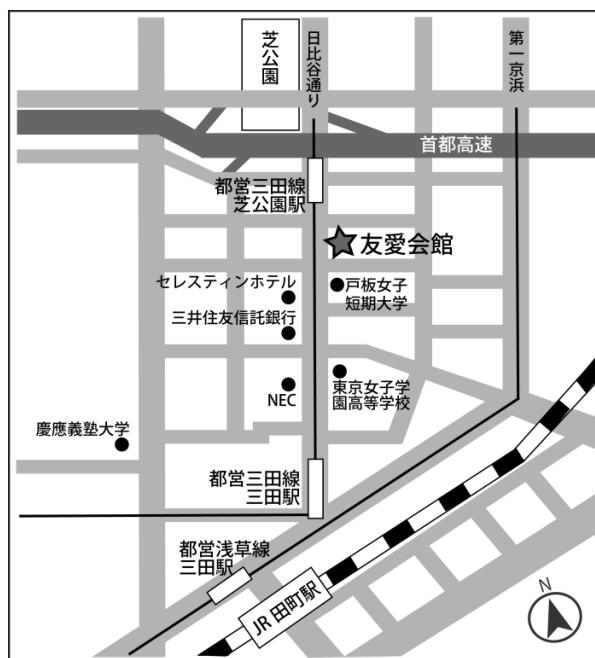 芝公園
日比谷通り
第一京浜
首都高速
都営三田線
芝公園駅
友愛会館
セレスティンホテル
戸板女子
短期大学
三井住友信託銀行
NEC
東京女子学
園高等学校
慶應義塾大学
都営三田線
三田駅
都営浅草線
三田駅
JR 田町駅
N